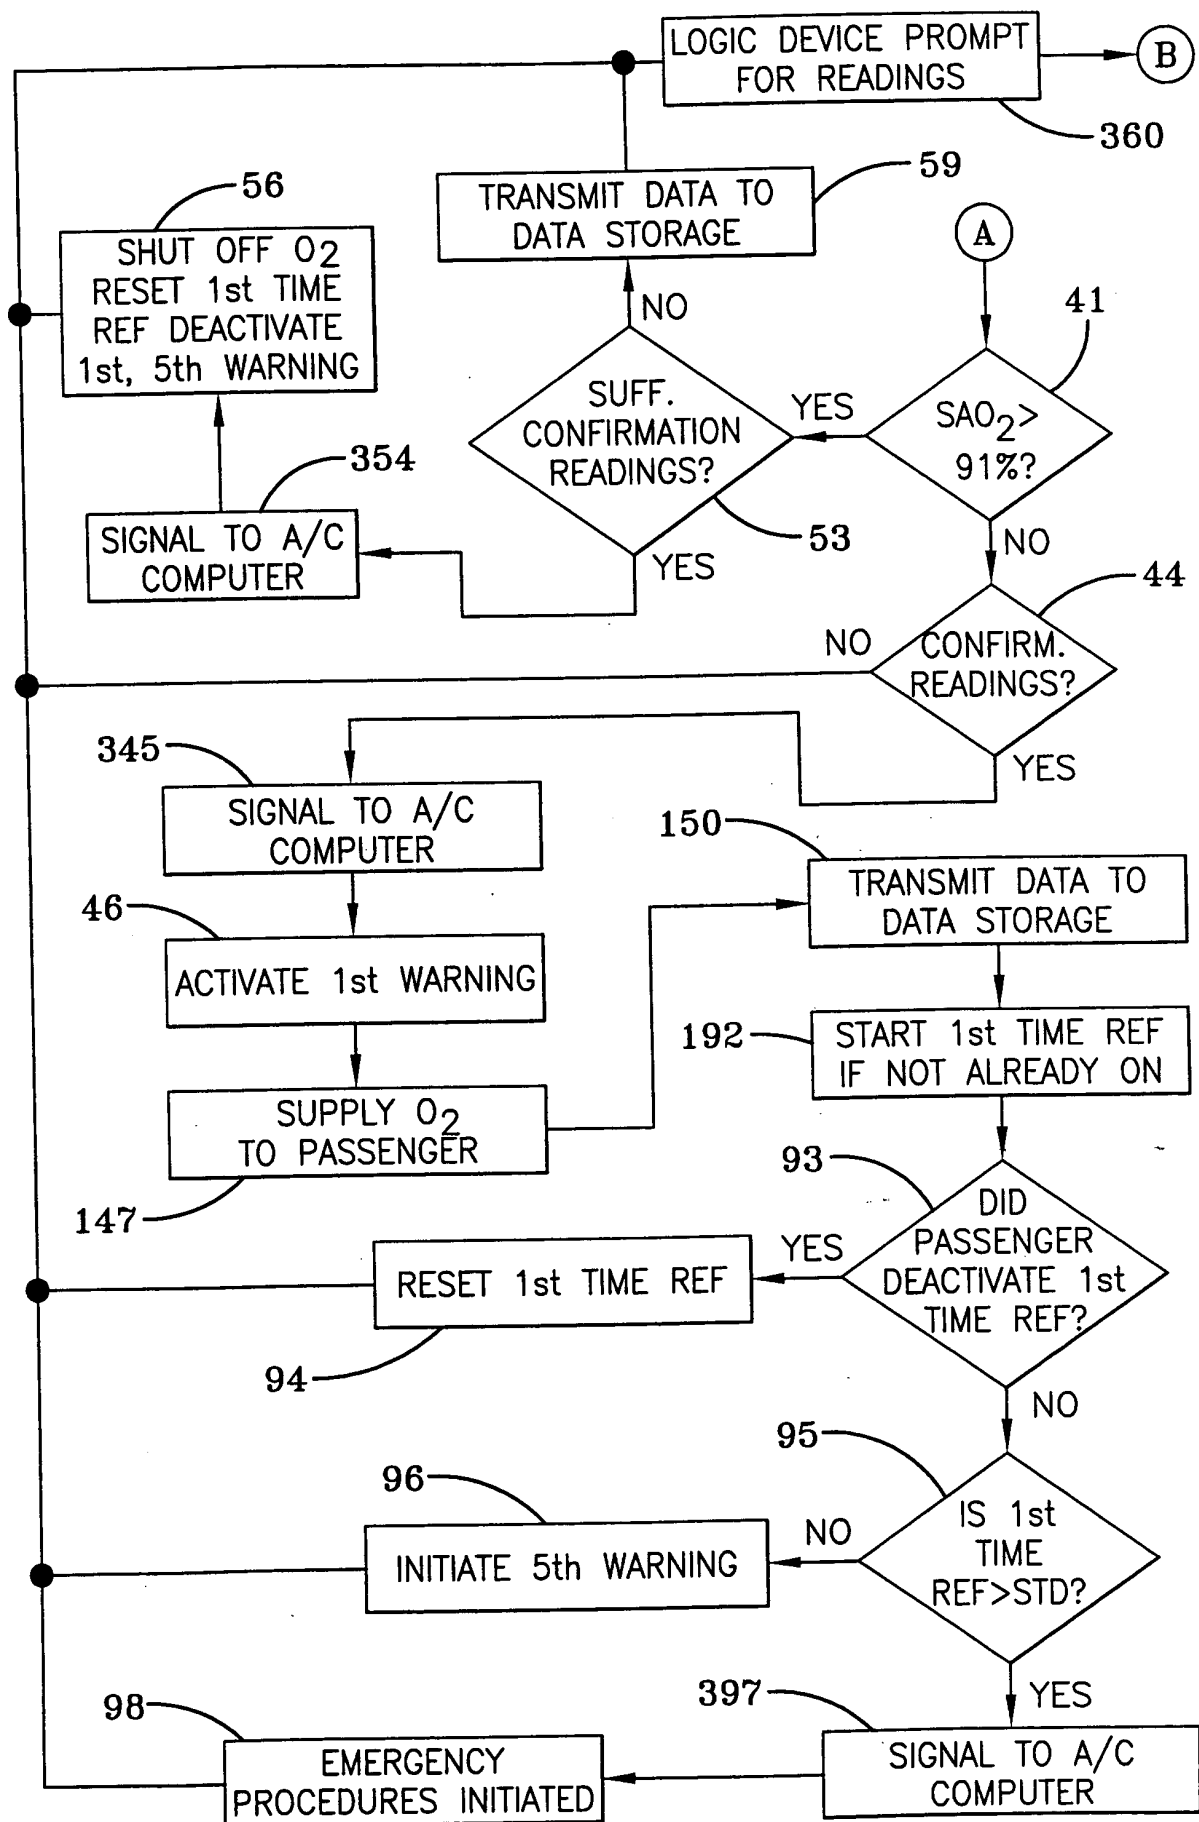 LOGIC DEVICE PROMPT
FOR READINGS
B
360
59
TRANSMIT DATA TO
DATA STORAGE
56
SHUT OFF O2
RESET 1st TIME
REF DEACTIVATE
1st, 5th WARNING
A
NO
41
SUFF.
CONFIRMATION
READINGS?
YES
SAO2>
91%?
354
SIGNAL TO A/C
COMPUTER
53
YES
NO
44
NO
CONFIRM.
READINGS?
YES
345
SIGNAL TO A/C
COMPUTER
150
TRANSMIT DATA TO
DATA STORAGE
46
ACTIVATE 1st WARNING
192
START 1st TIME REF
IF NOT ALREADY ON
SUPPLY O2
TO PASSENGER
147
93
DID
PASSENGER
DEACTIVATE 1st
TIME REF?
YES
RESET 1st TIME REF
94
NO
95
96
IS 1st
TIME
REF>STD?
NO
INITIATE 5th WARNING
YES
397
98
SIGNAL TO A/C
COMPUTER
EMERGENCY
PROCEDURES INITIATED